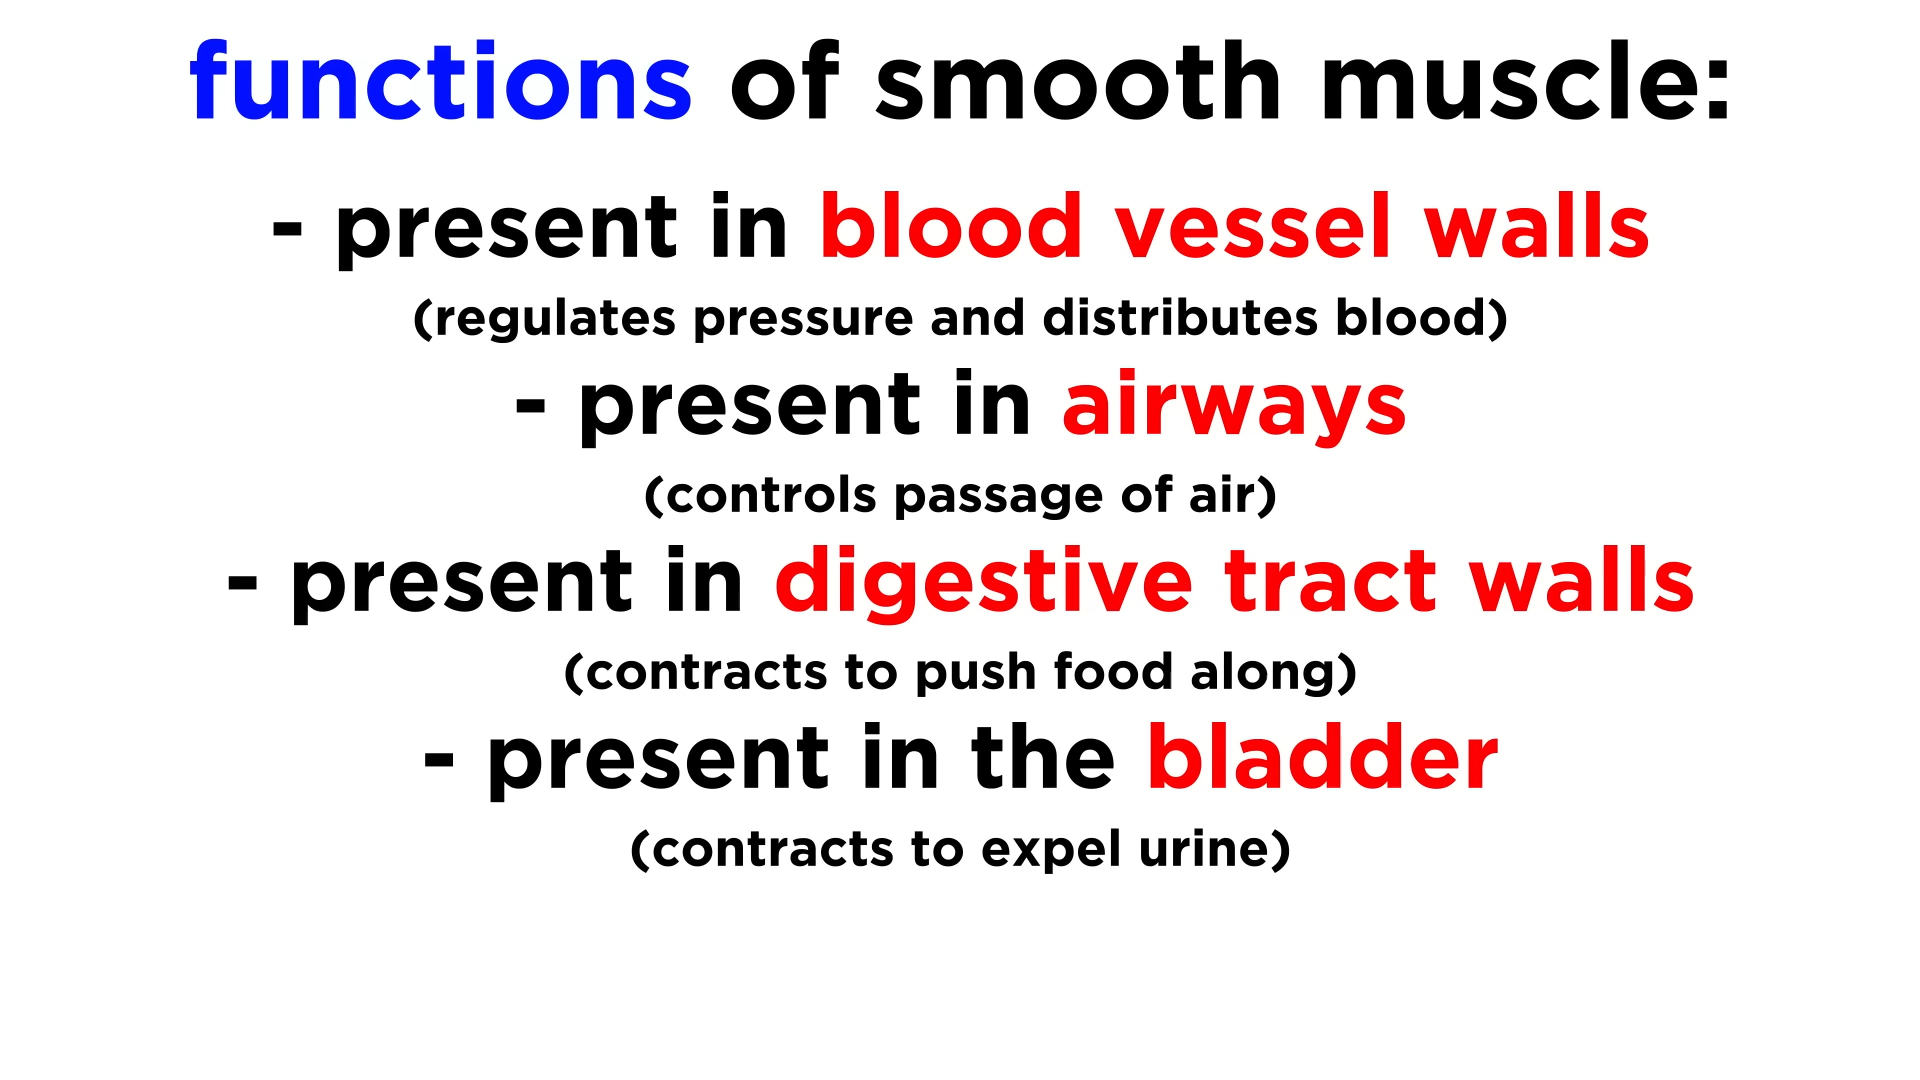 functions of smooth muscle:
- present in blood vessel walls
(regulates pressure and distributes blood)
- present in airways
(controls passage of air)
- present in digestive tract walls
(contracts to push food along)
- present in the bladder
(contracts to expel urine)